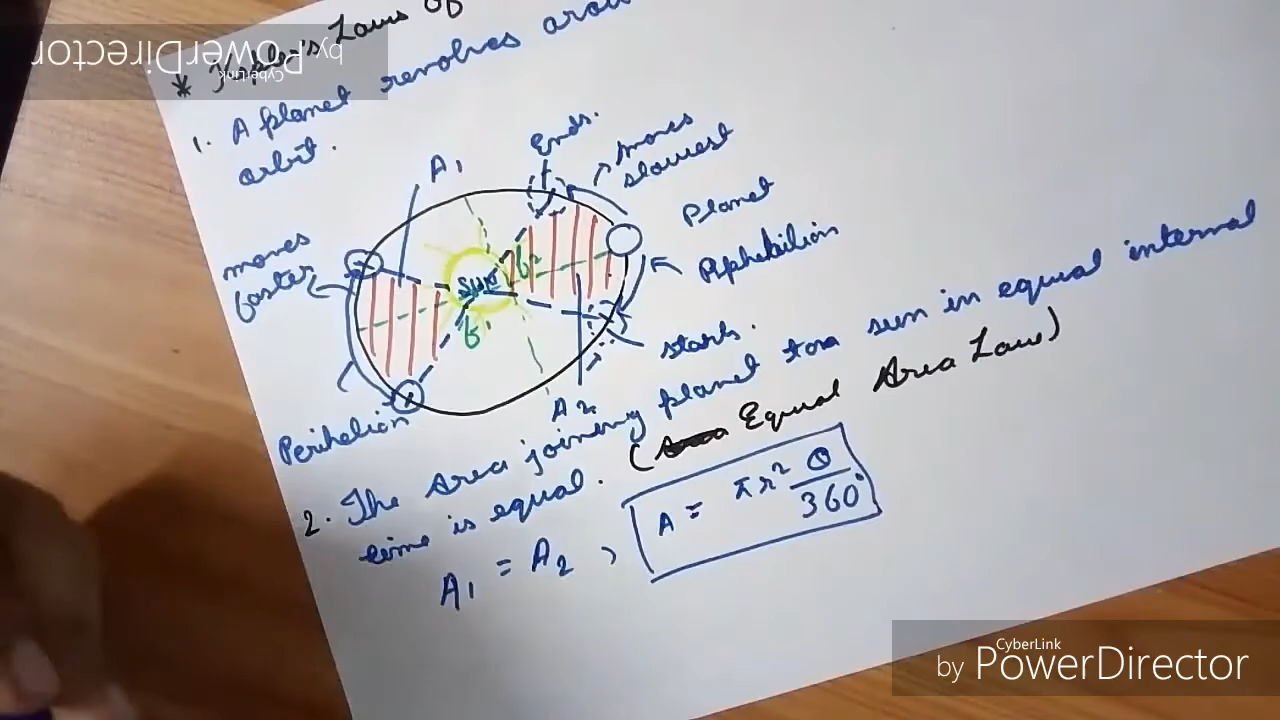 by PowerDirector
CyberLink
* Kepler's Laws of
1. A planet revolves arou
orbit.
A1
Ends.
moves
slowest
Planet
Aphelion
moves
faster
Sun
starts.
Perihelion
A2
2. The area joining planet to sun in equal interval
time is equal. (Equal Area Law)
A1 = A2 , A = πr² θ/360°
CyberLink
by PowerDirector